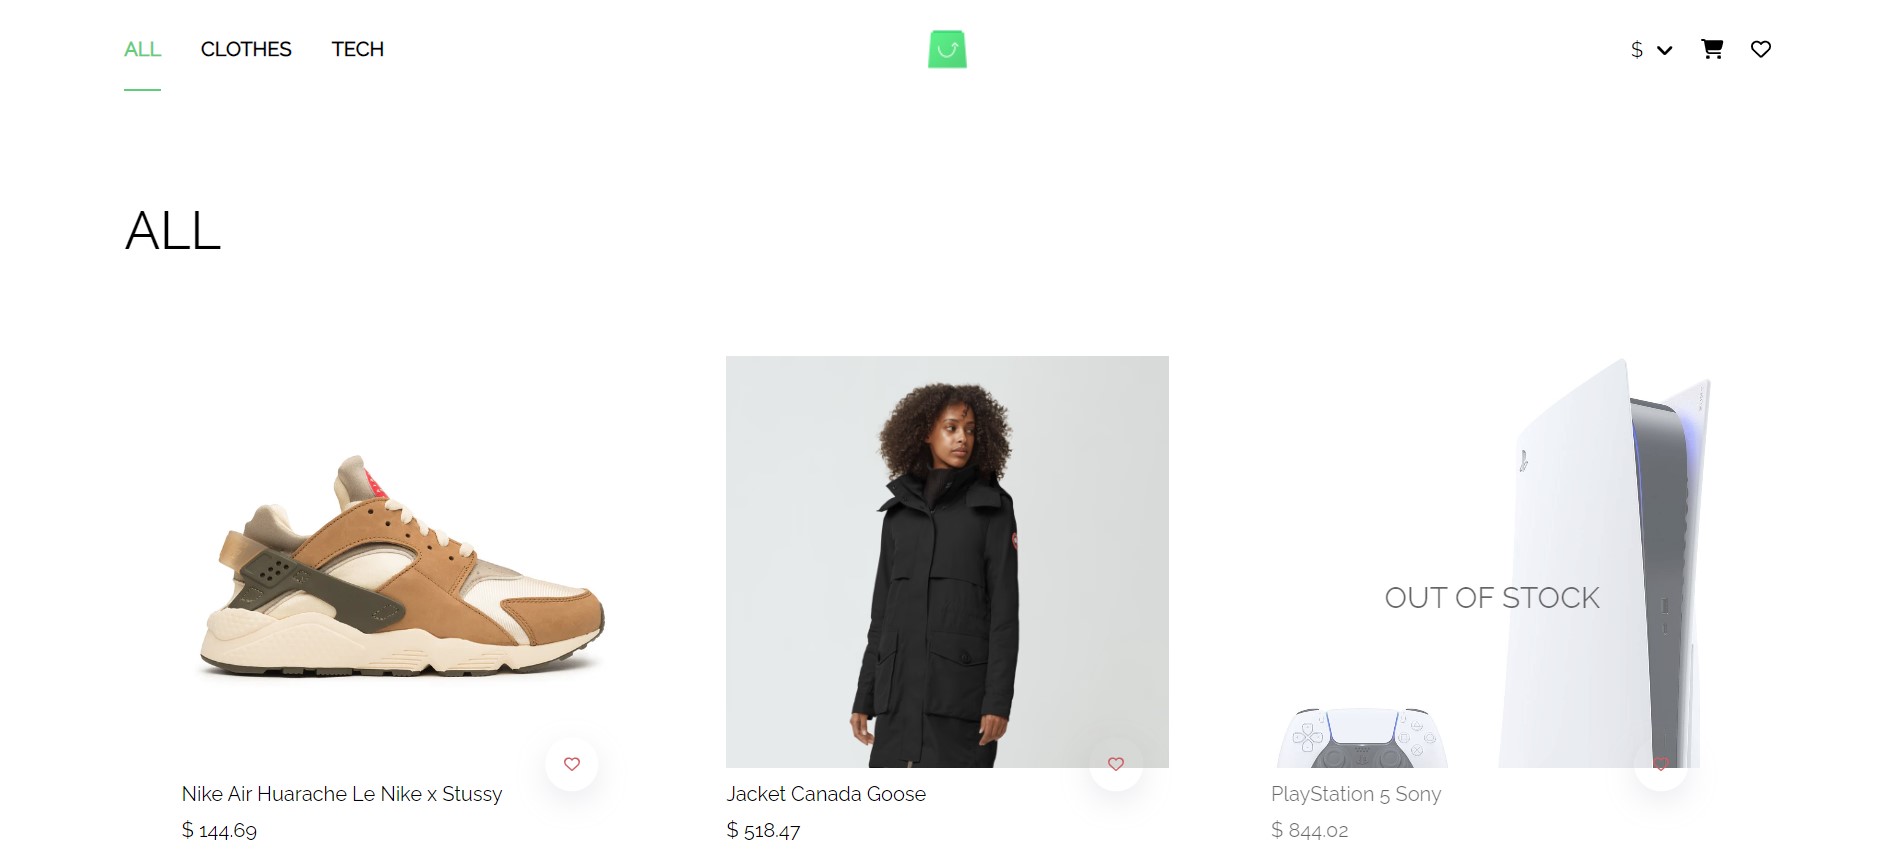 ALL CLOTHES TECH $
ALL
OUT OF STOCK
Nike Air Huarache Le Nike x Stussy
$ 144.69
Jacket Canada Goose
$ 518.47
PlayStation 5 Sony
$ 844.02